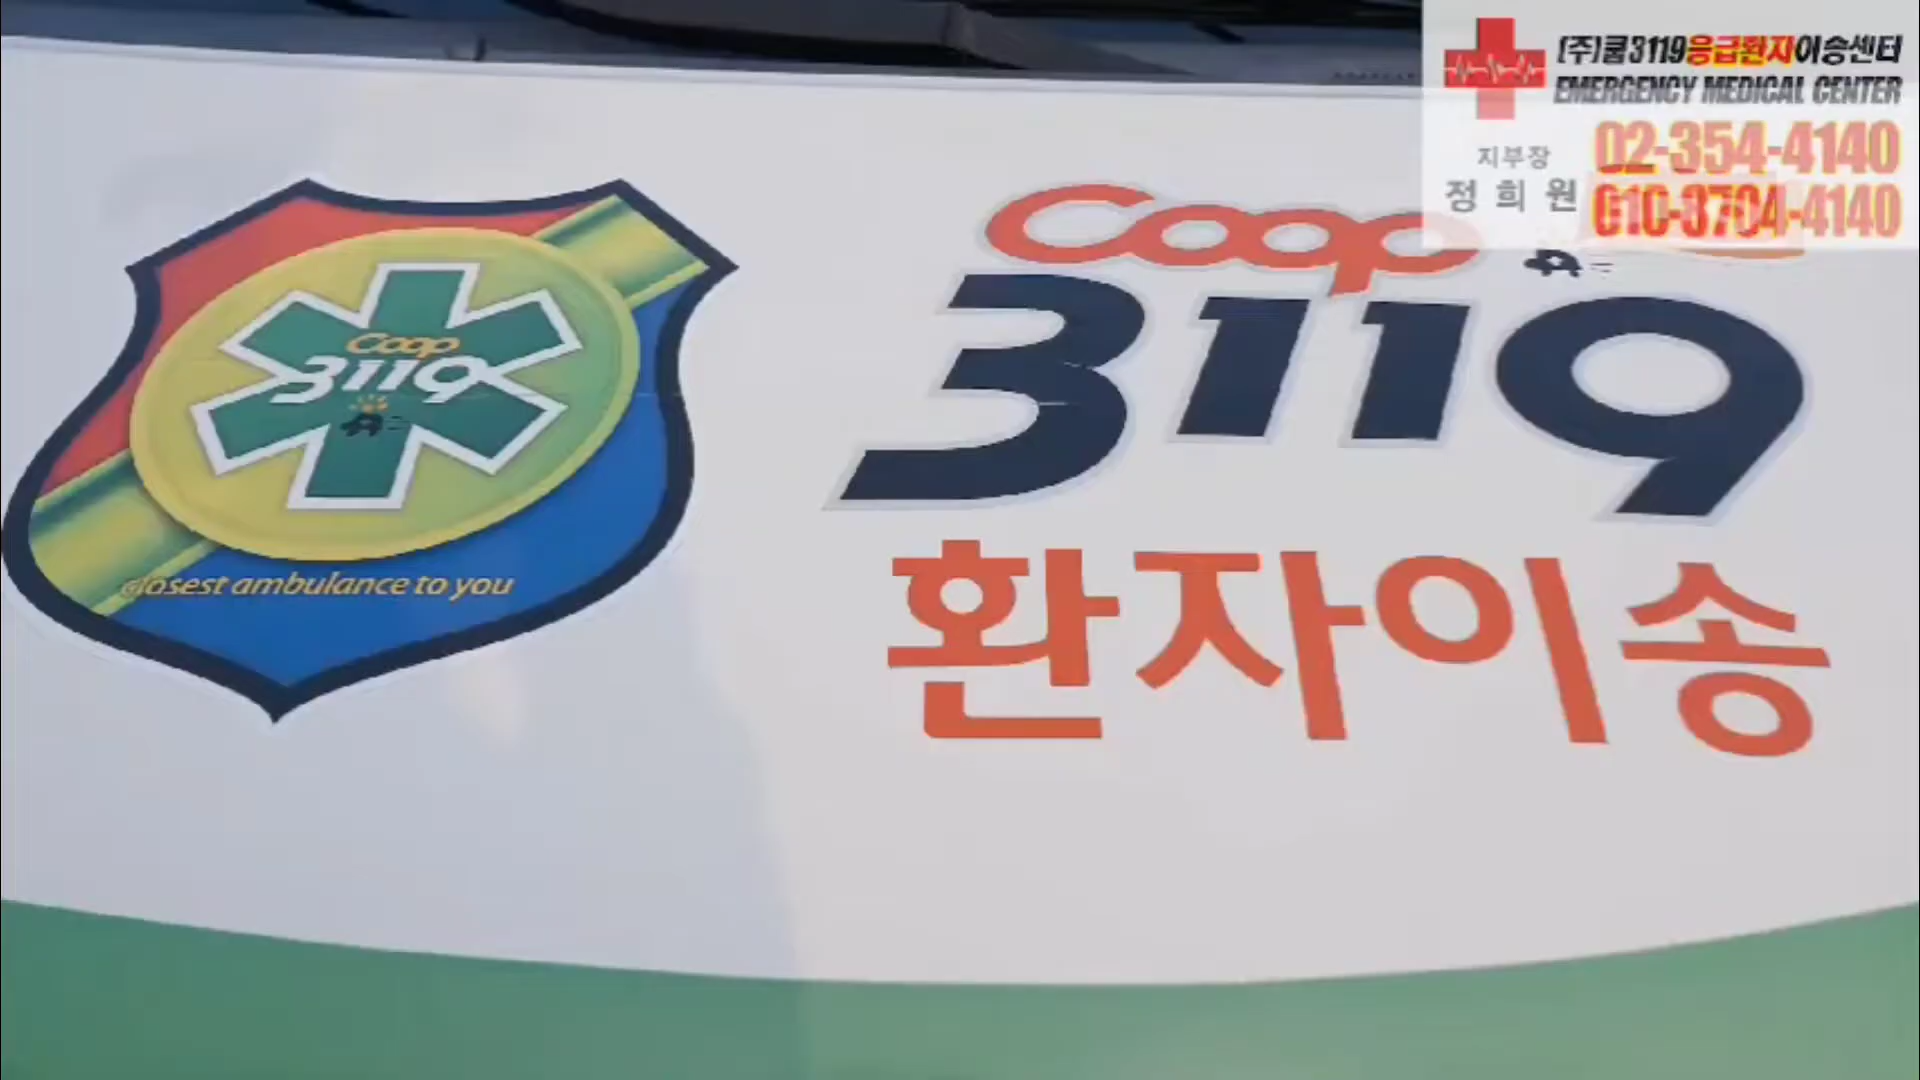 (주)쿱3119응급환자이송센터
EMERGENCY MEDICAL CENTER
지부장
정희원
02-354-4140
010-3704-4140
Coop
3119
환자이송
Coop
3119
closest ambulance to you